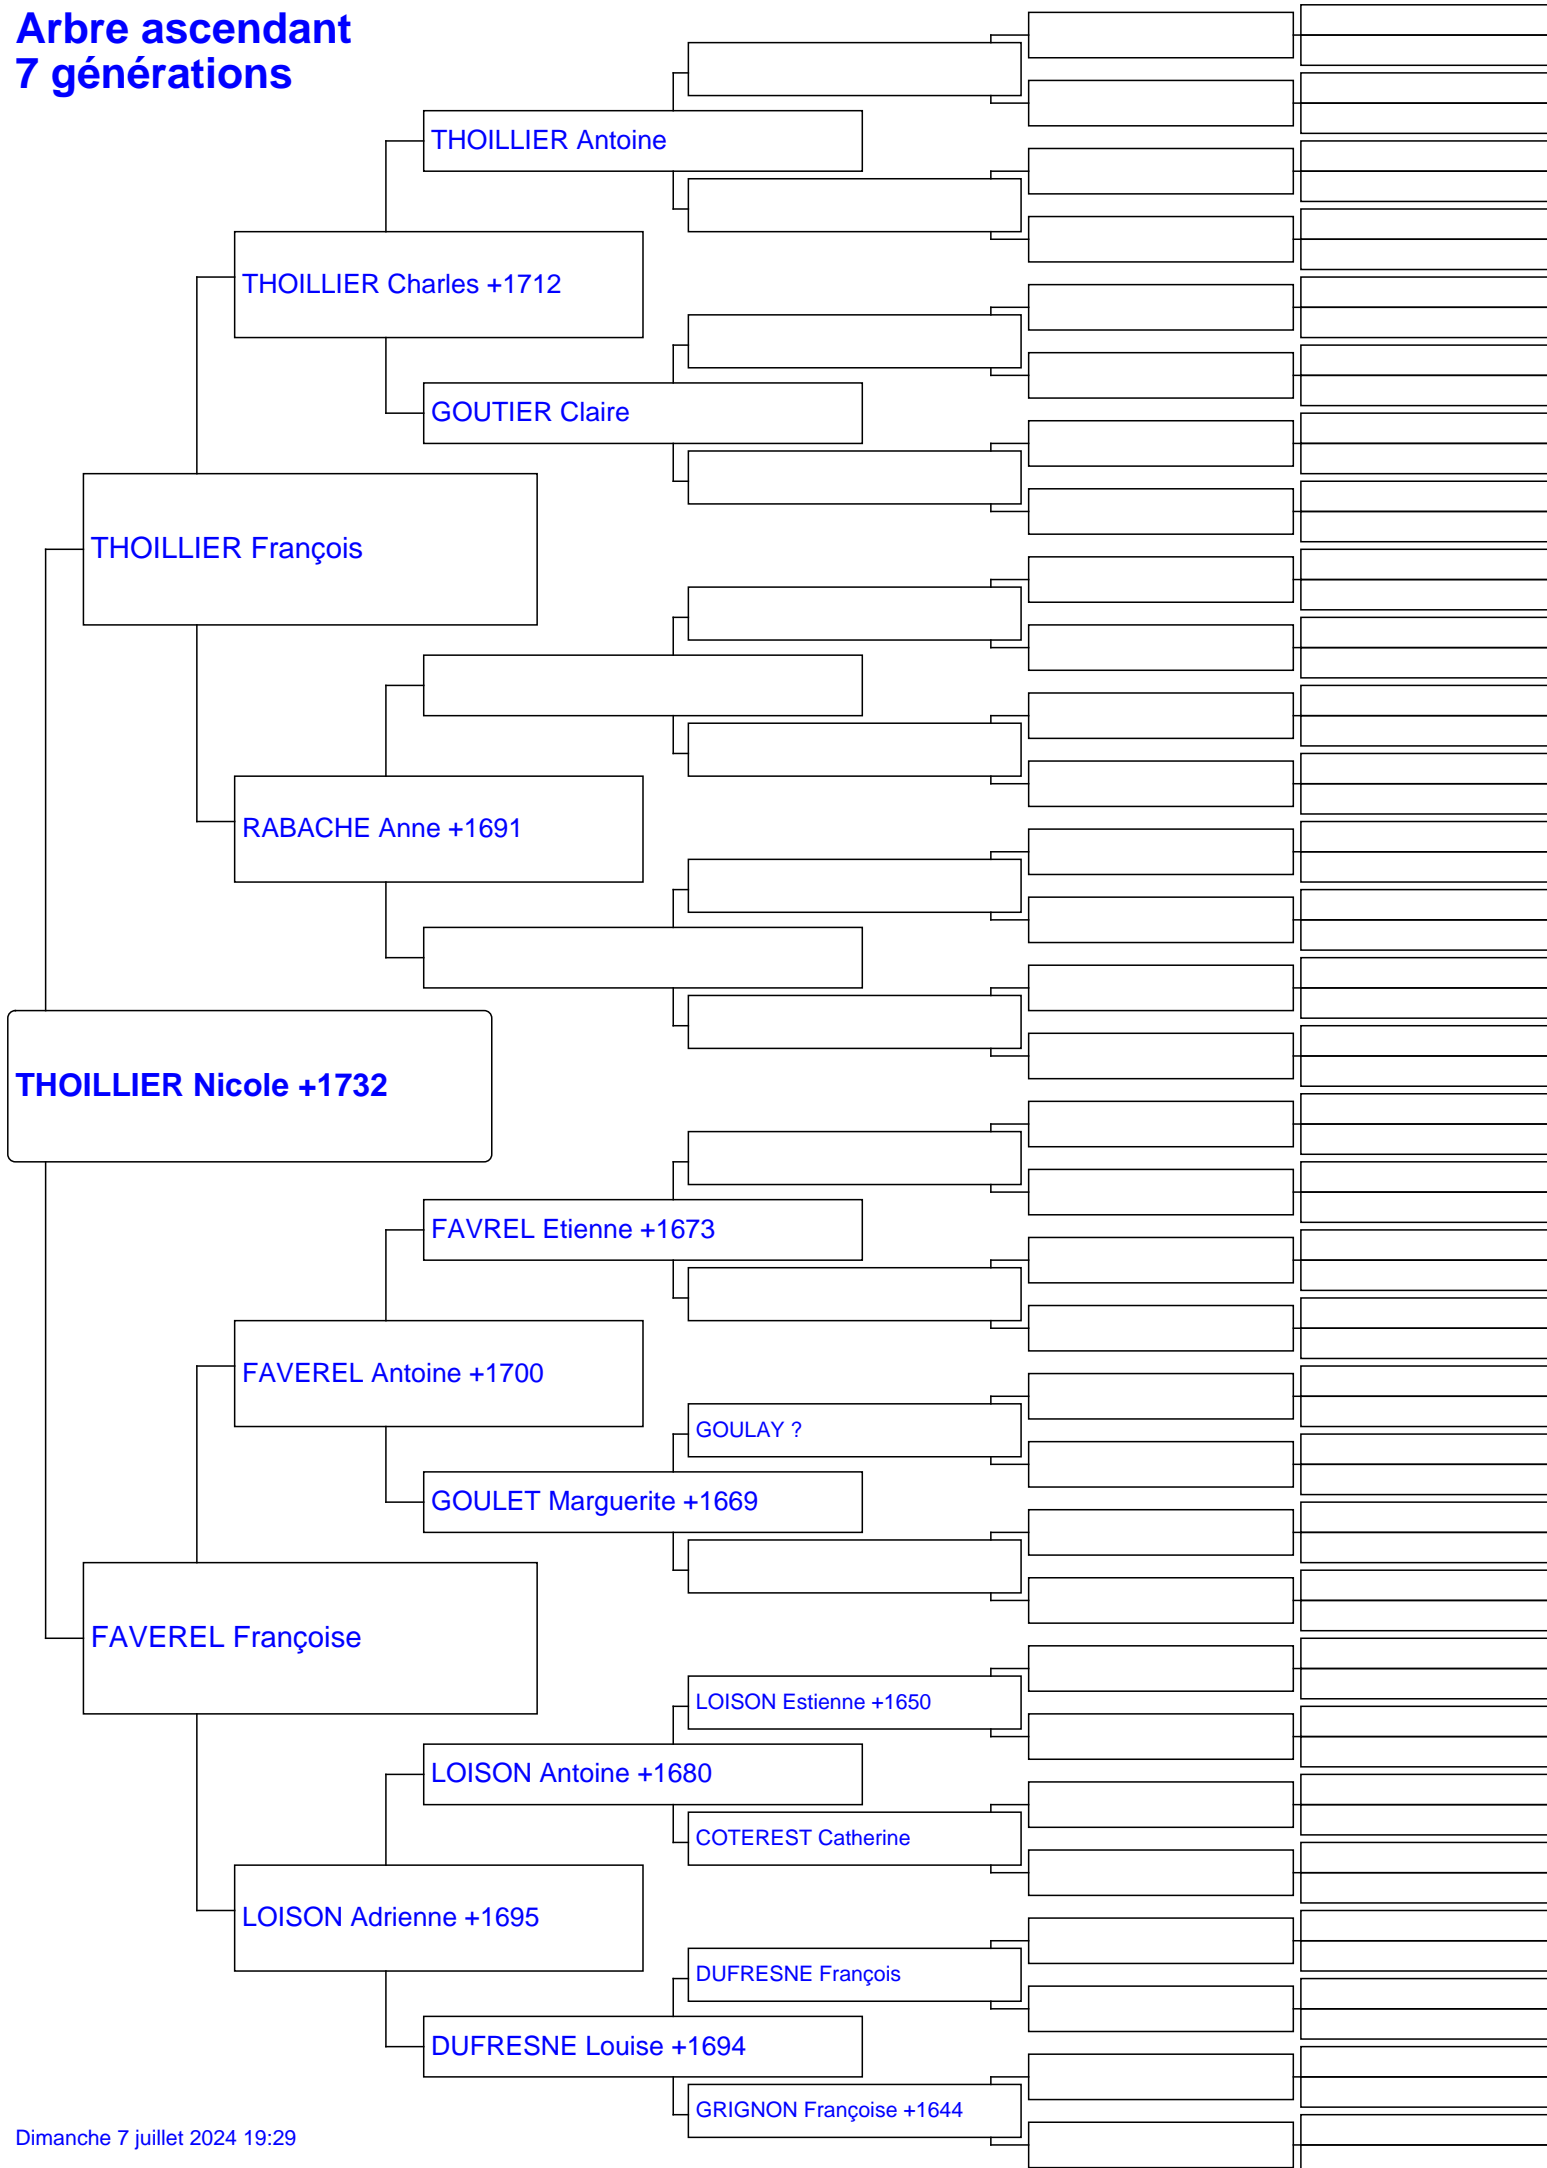 Arbre ascendant
7 générations
THOILLIER Antoine
THOILLIER Charles +1712
GOUTIER Claire
THOILLIER François
RABACHE Anne +1691
THOILLIER Nicole +1732
FAVREL Etienne +1673
FAVEREL Antoine +1700
GOULAY ?
GOULET Marguerite +1669
FAVEREL Françoise
LOISON Estienne +1650
LOISON Antoine +1680
COTEREST Catherine
LOISON Adrienne +1695
DUFRESNE François
DUFRESNE Louise +1694
GRIGNON Françoise +1644
Dimanche 7 juillet 2024 19:29